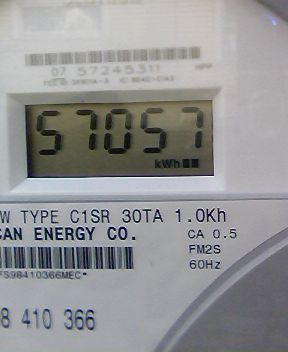 07 57245311
57057
kWh
W TYPE C1SR 30TA 1.0Kh
CAN ENERGY CO.
CA 0.5
FM2S
60Hz
FS98410366MEC*
8 410 366